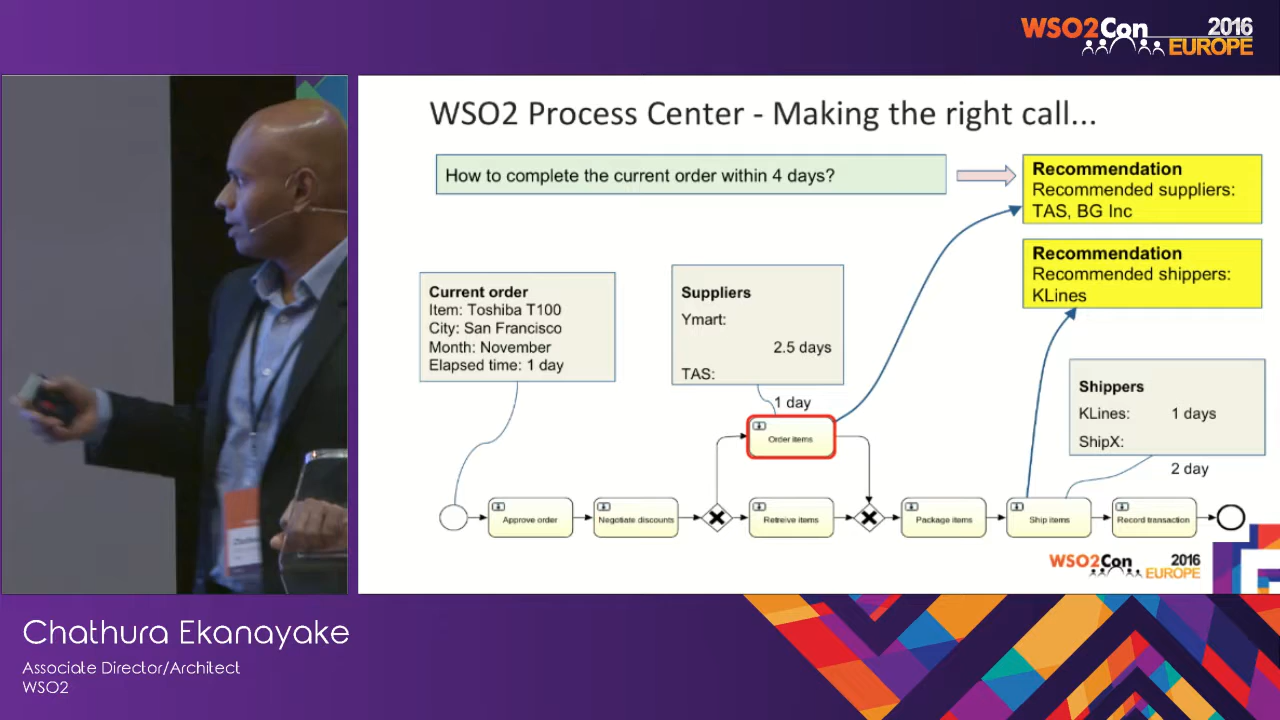 WSO2Con 2016
EUROPE
WSO2 Process Center - Making the right call...
How to complete the current order within 4 days?
Recommendation
Recommended suppliers:
TAS, BG Inc
Recommendation
Recommended shippers:
KLines
Current order
Item: Toshiba T100
City: San Francisco
Month: November
Elapsed time: 1 day
Suppliers
Ymart:
2.5 days
TAS:
1 day
Shippers
KLines: 1 days
ShipX:
2 day
Order items
Approve order
Negotiate discounts
Retreive items
Package items
Ship items
Record transaction
WSO2Con 2016
EUROPE
Chathura Ekanayake
Associate Director/Architect
WSO2